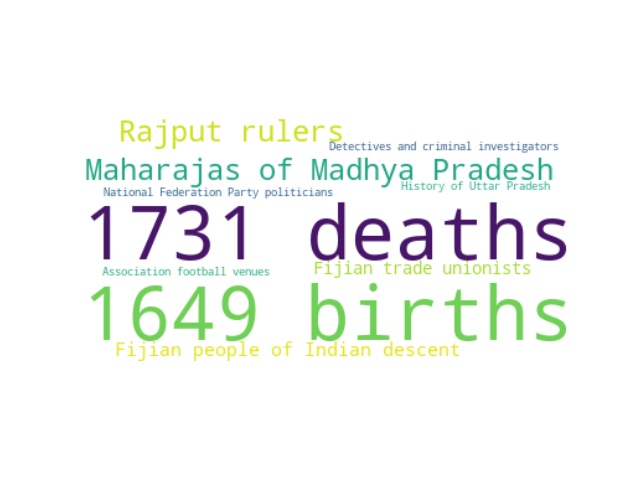 Rajput rulers
Detectives and criminal investigators
Maharajas of Madhya Pradesh
History of Uttar Pradesh
National Federation Party politicians
1731 deaths
Association football venues
Fijian trade unionists
1649 births
Fijian people of Indian descent